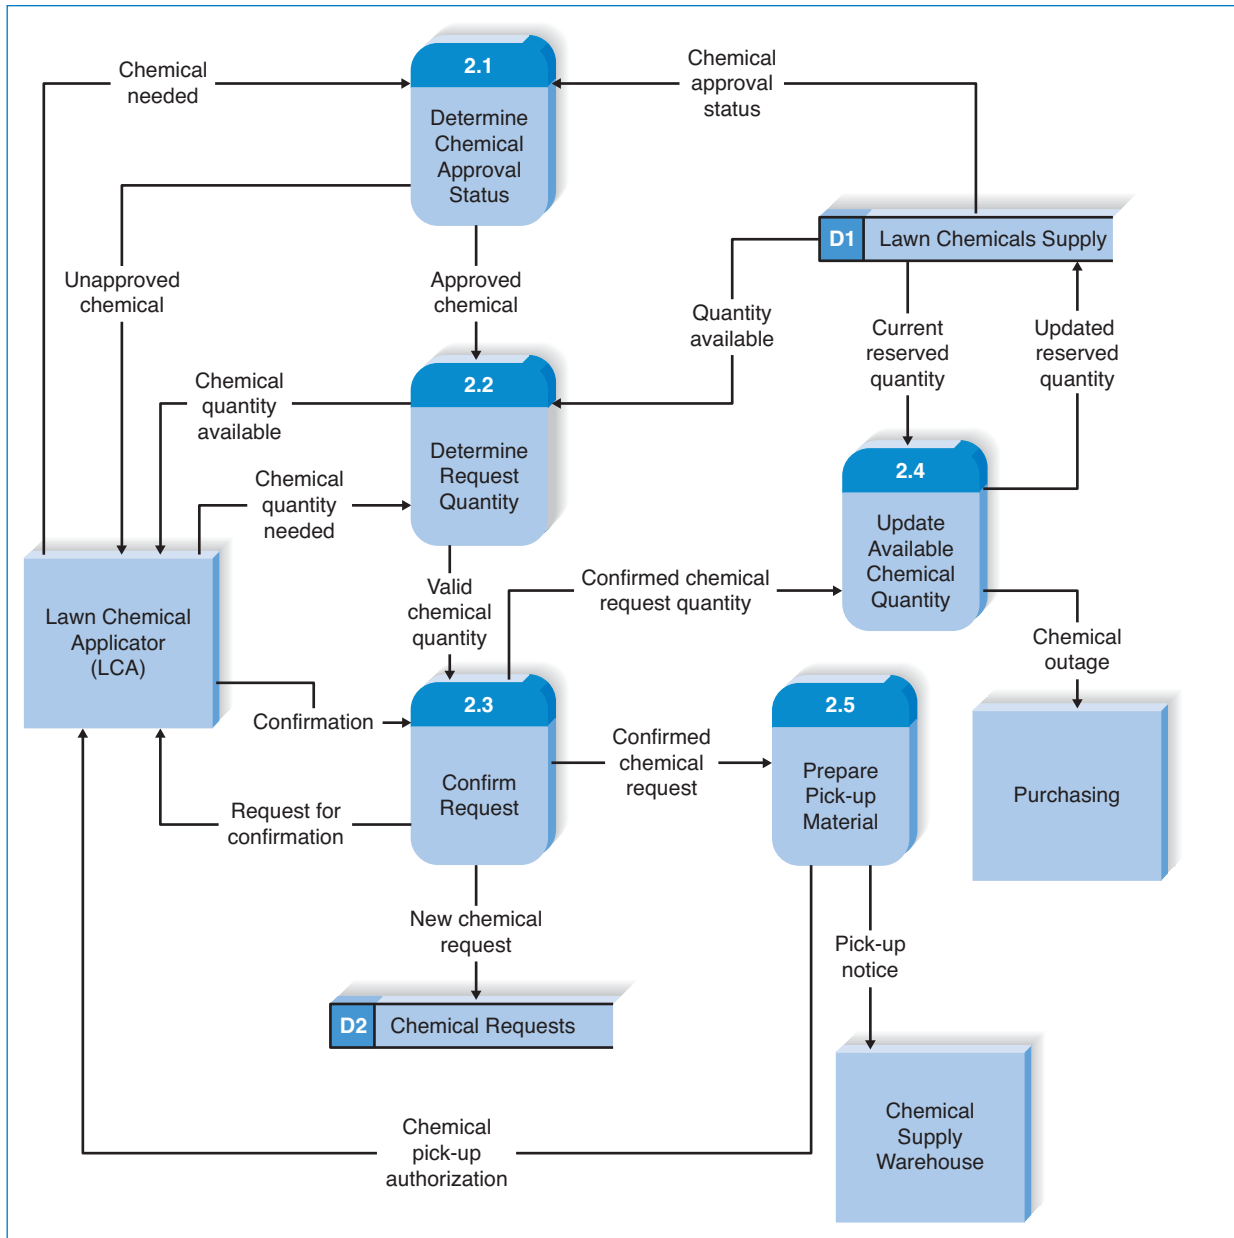 Chemical
needed
2.1
Determine
Chemical
Approval
Status
Chemical
approval
status
D1
Lawn Chemicals Supply
Unapproved
chemical
Approved
chemical
Quantity
available
Current
reserved
quantity
Updated
reserved
quantity
Chemical
quantity
available
2.2
Determine
Request
Quantity
Chemical
quantity
needed
2.4
Update
Available
Chemical
Quantity
Lawn Chemical
Applicator
(LCA)
Valid
chemical
quantity
Confirmed chemical
request quantity
Chemical
outage
Confirmation
2.3
Confirm
Request
Confirmed
chemical
request
2.5
Prepare
Pick-up
Material
Purchasing
Request for
confirmation
New chemical
request
Pick-up
notice
D2
Chemical Requests
Chemical
pick-up
authorization
Chemical
Supply
Warehouse